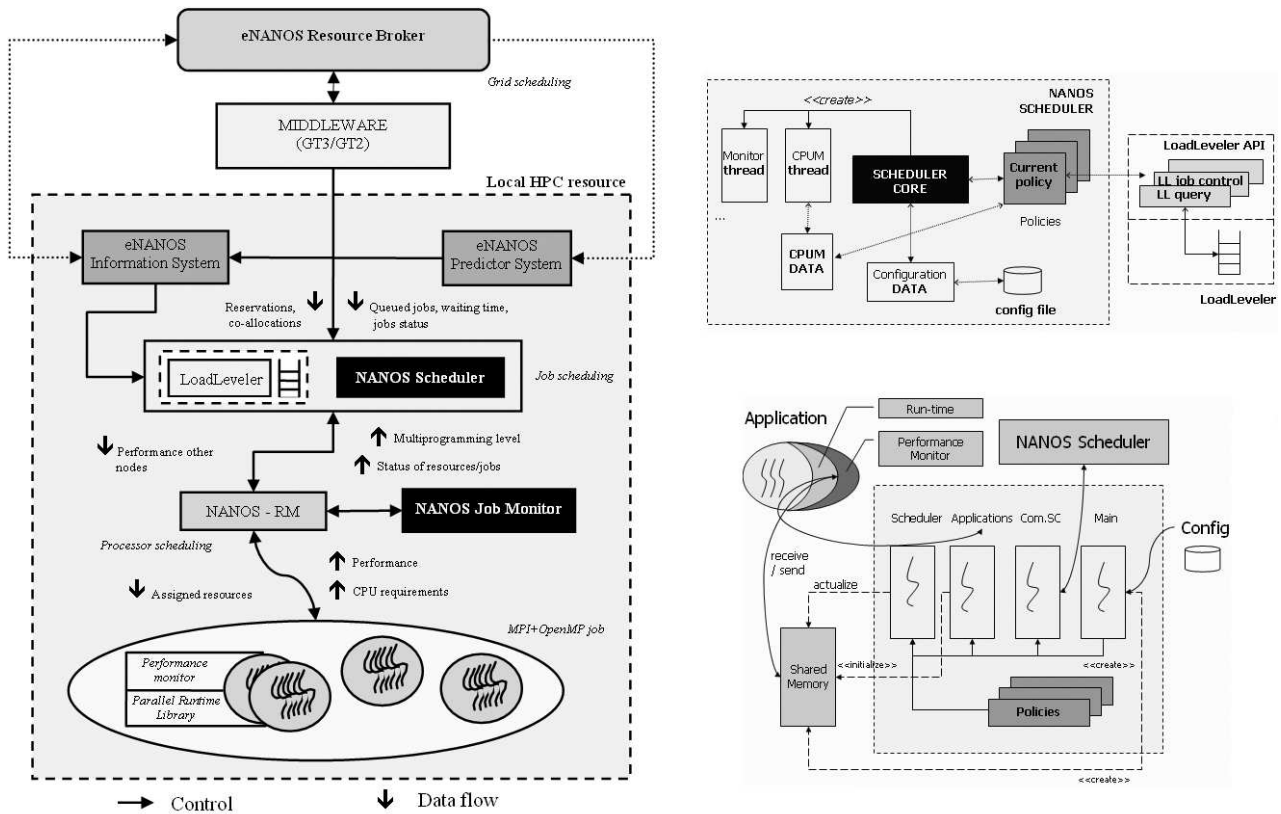 eNANOS Resource Broker
Grid scheduling
MIDDLEWARE
(GT3/GT2)
Local HPC resource
eNANOS
Information System
eNANOS
Predictor System
Reservations,
co-allocations
Queued jobs, waiting time,
jobs status
LoadLeveler
NANOS Scheduler
Job scheduling
Performance other
nodes
Multiprogramming level
Status of resources/jobs
NANOS - RM
NANOS Job Monitor
Processor scheduling
Performance
Assigned resources
CPU requirements
MPI+OpenMP job
Performance
monitor
Parallel Runtime
Library
Control
Data flow
<<create>>
NANOS
SCHEDULER
Monitor
thread
CPUM
thread
SCHEDULER
CORE
Current
policy
Policies
...
CPUM
DATA
Configuration
DATA
config file
LoadLeveler API
LL job control
LL query
LoadLeveler
Application
Run-time
Performance
Monitor
NANOS Scheduler
Scheduler
Applications
Com.SC
Main
Config
receive
/ send
actualize
Shared
Memory
<<initialize>>
<<create>>
Policies
<<create>>